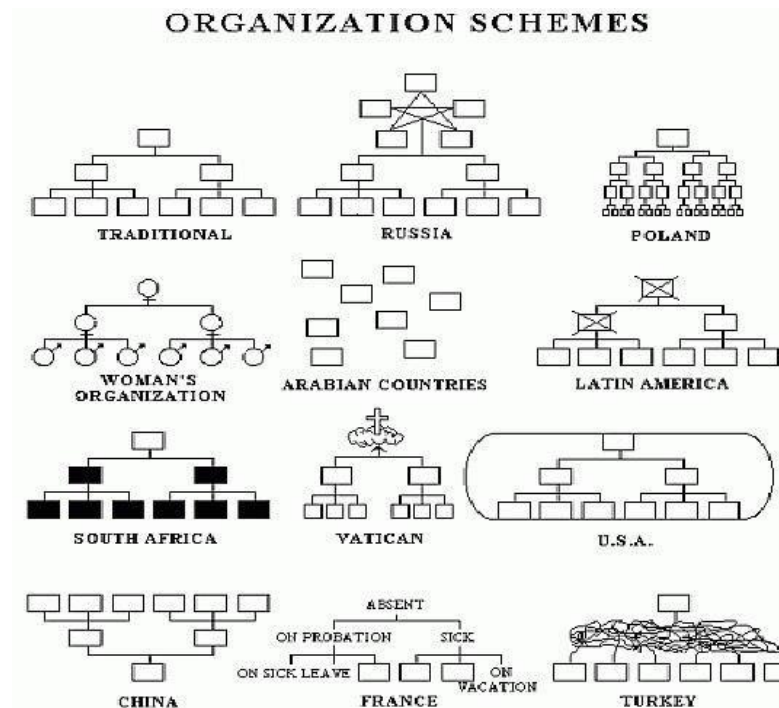 ORGANIZATION SCHEMES
TRADITIONAL
RUSSIA
POLAND
WOMAN'S
ORGANIZATION
ARABIAN COUNTRIES
LATIN AMERICA
SOUTH AFRICA
VATICAN
U.S.A.
CHINA
ABSENT
ON PROBATION
SICK
ON SICK LEAVE
ON
VACATION
FRANCE
TURKEY